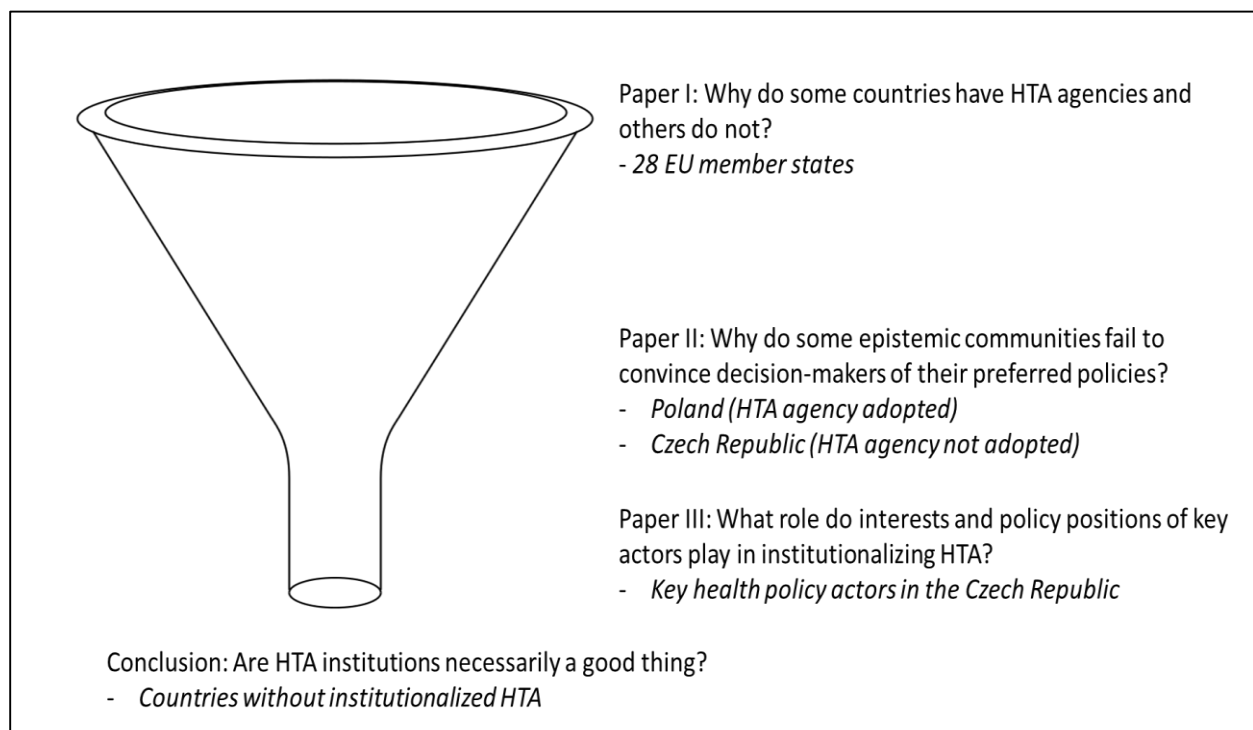 Paper I: Why do some countries have HTA agencies and
others do not?
- 28 EU member states
Paper II: Why do some epistemic communities fail to
convince decision-makers of their preferred policies?
- Poland (HTA agency adopted)
- Czech Republic (HTA agency not adopted)
Paper III: What role do interests and policy positions of key
actors play in institutionalizing HTA?
- Key health policy actors in the Czech Republic
Conclusion: Are HTA institutions necessarily a good thing?
- Countries without institutionalized HTA